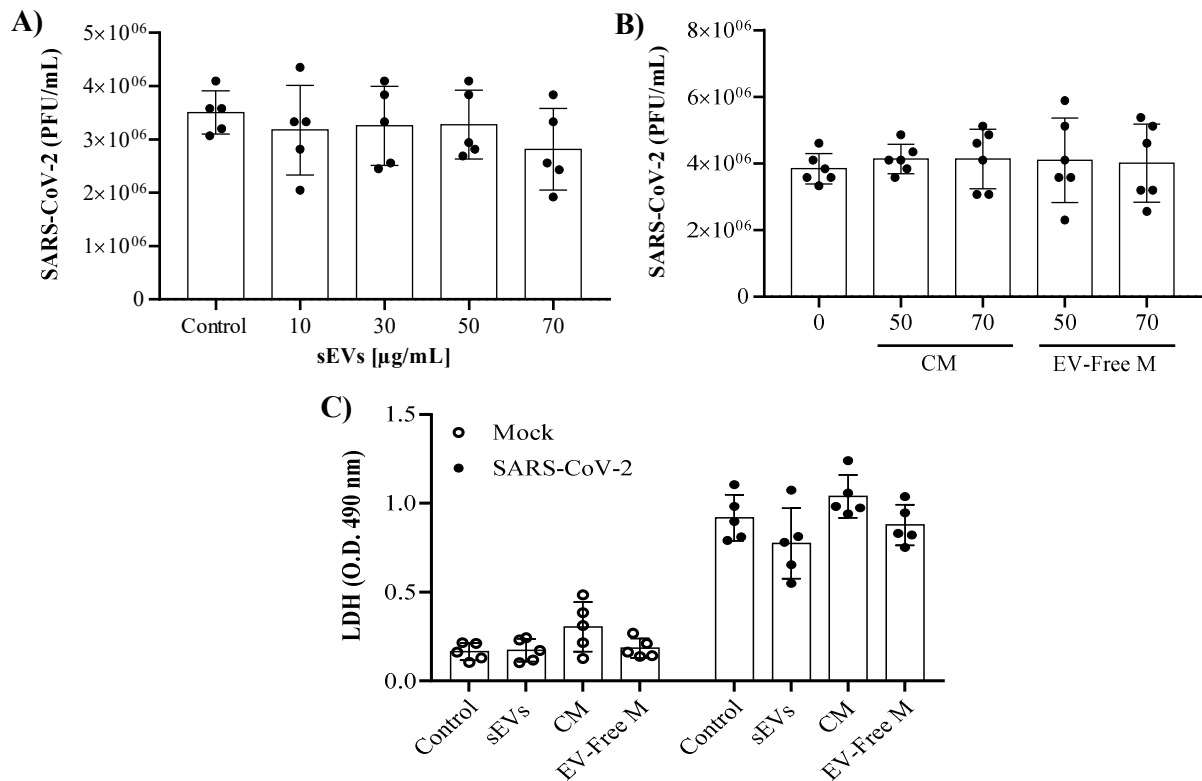 A)
SARS-CoV-2 (PFU/mL)
5×10⁰⁶
4×10⁰⁶
3×10⁰⁶
2×10⁰⁶
1×10⁰⁶
0
Control 10 30 50 70
sEVs [µg/mL]
B)
SARS-CoV-2 (PFU/mL)
8×10⁰⁶
6×10⁰⁶
4×10⁰⁶
2×10⁰⁶
0
0 50 70 50 70
CM EV-Free M
C)
LDH (O.D. 490 nm)
1.5
1.0
0.5
0.0
Mock
SARS-CoV-2
Control sEVs CM EV-Free M Control sEVs CM EV-Free M